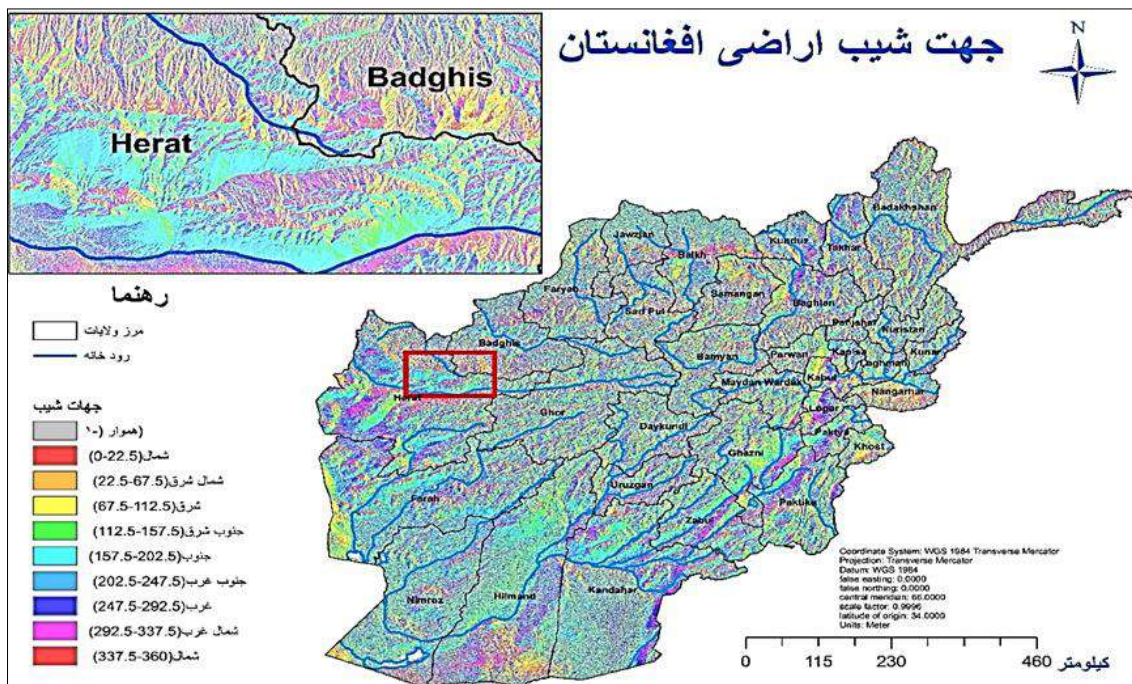 جهت شیب اراضی افغانستان
N
Badghis
Herat
Badakhshan
Jawzjan
Kunduz
Takhar
Balkh
Faryab
Samangan
Baghlan
Sari Pul
Panjsher
Nuristan
Badghis
Bamyan
Parwan
Kapisa
Kunar
Laghman
Maydan Wardak
Kabul
Nangarhar
Herat
Ghor
Logar
Daykundi
Paktya
Khost
Ghazni
Uruzgan
Farah
Paktika
Zabul
Nimroz
Hilmand
Kandahar
رهنما
مرز ولایات
رود خانه
جهات شیب
هموار (-۱)
شمال(0-22.5)
شمال شرق(22.5-67.5)
شرق(67.5-112.5)
جنوب شرق(112.5-157.5)
جنوب(157.5-202.5)
جنوب غرب(202.5-247.5)
غرب(247.5-292.5)
شمال غرب(292.5-337.5)
شمال(337.5-360)
Coordinate System: WGS 1984 Transverse Mercator
Projection: Transverse Mercator
Datum: WGS 1984
false easting: 0.0000
false northing: 0.0000
central meridian: 66.0000
scale factor: 0.9996
latitude of origin: 34.0000
Units: Meter
0 115 230 460 کیلومتر